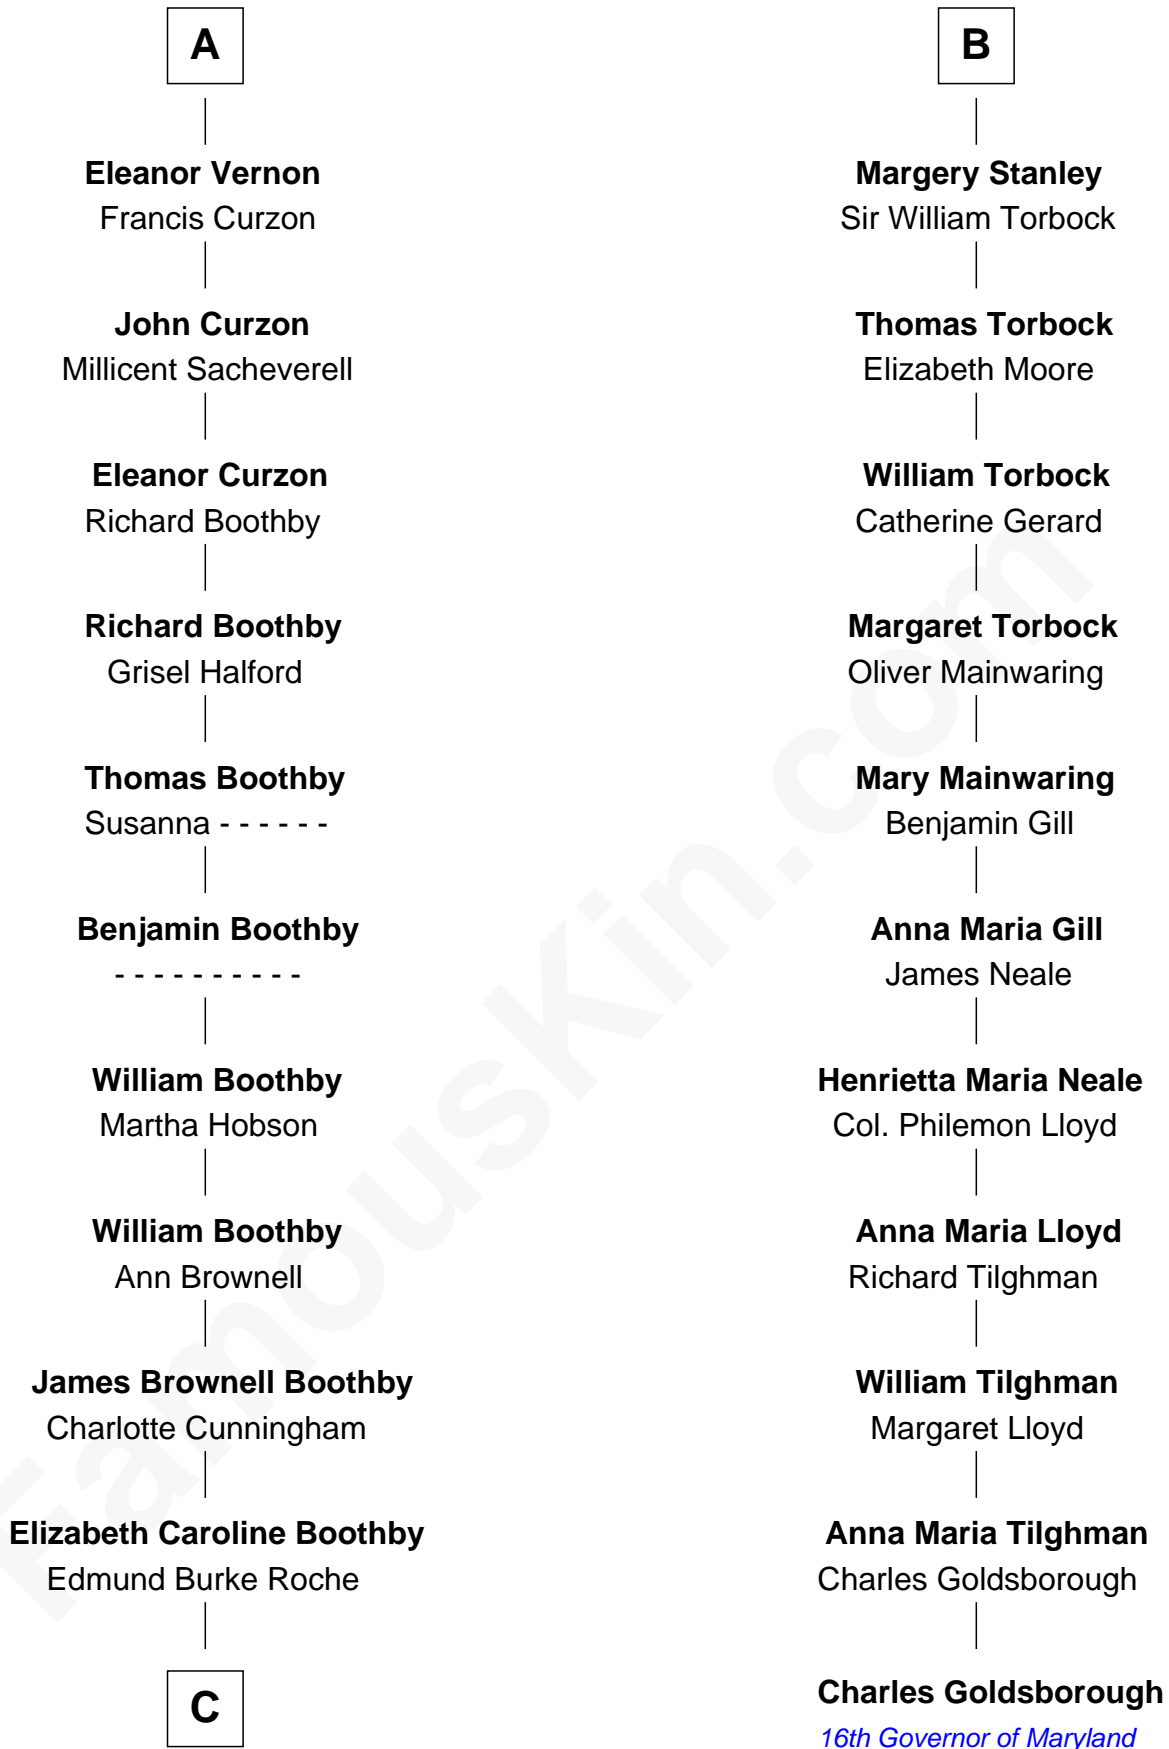 A
Eleanor Vernon
Francis Curzon
John Curzon
Millicent Sacheverell
Eleanor Curzon
Richard Boothby
Richard Boothby
Grisel Halford
Thomas Boothby
Susanna - - - - - -
Benjamin Boothby
- - - - - - - - - -
William Boothby
Martha Hobson
William Boothby
Ann Brownell
James Brownell Boothby
Charlotte Cunningham
Elizabeth Caroline Boothby
Edmund Burke Roche
C
B
Margery Stanley
Sir William Torbock
Thomas Torbock
Elizabeth Moore
William Torbock
Catherine Gerard
Margaret Torbock
Oliver Mainwaring
Mary Mainwaring
Benjamin Gill
Anna Maria Gill
James Neale
Henrietta Maria Neale
Col. Philemon Lloyd
Anna Maria Lloyd
Richard Tilghman
William Tilghman
Margaret Lloyd
Anna Maria Tilghman
Charles Goldsborough
Charles Goldsborough
16th Governor of Maryland
FamousKin.com